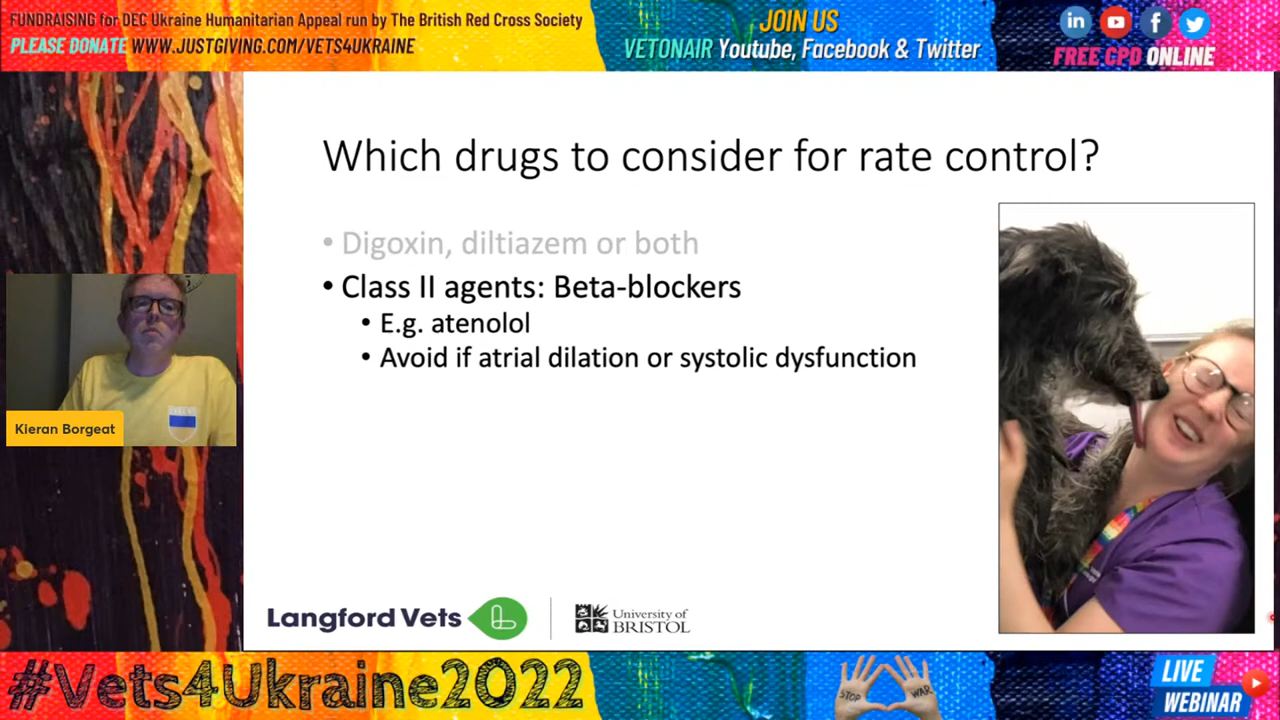 FUNDRAISING for DEC Ukraine Humanitarian Appeal run by The British Red Cross Society
PLEASE DONATE WWW.JUSTGIVING.COM/VETS4UKRAINE
JOIN US
VETONAIR Youtube, Facebook & Twitter
FREE CPD ONLINE
Which drugs to consider for rate control?
• Digoxin, diltiazem or both
• Class II agents: Beta-blockers
• E.g. atenolol
• Avoid if atrial dilation or systolic dysfunction
Kieran Borgeat
Langford Vets
University of
BRISTOL
#Vets4Ukraine2022
STOP
WAR
LIVE
WEBINAR